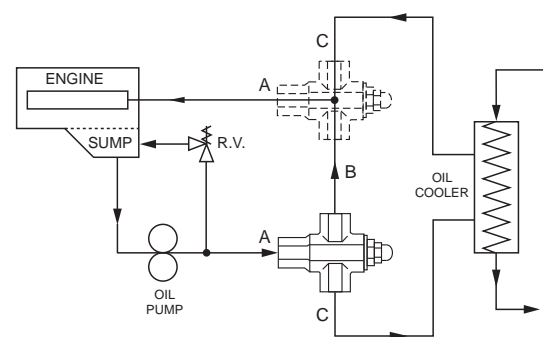 C
ENGINE
A
SUMP
R.V.
B
OIL
COOLER
A
OIL
PUMP
C